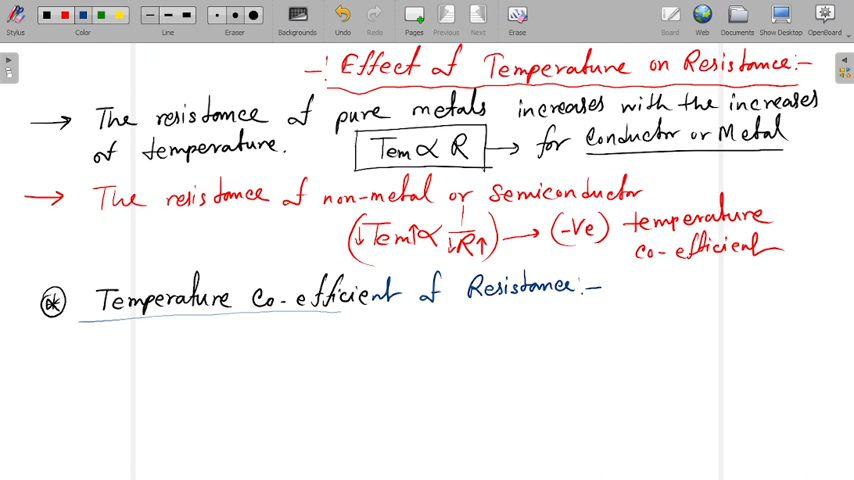 Stylus
Color
Line
Eraser
Backgrounds
Undo
Redo
Pages
Previous
Next
Erase
Board
Web
Documents
Show Desktop
OpenBoard
-: Effect of Temperature on Resistance:-
→ The resistance of pure metals increases with the increases
of temperature. Tem ∝ R → for Conductor or Metal
→ The resistance of non-metal or Semiconductor
(↓Tem↑ ∝ 1/↓R↑) → (-Ve) temperature
co-efficient
Temperature Co-efficient of Resistance:-